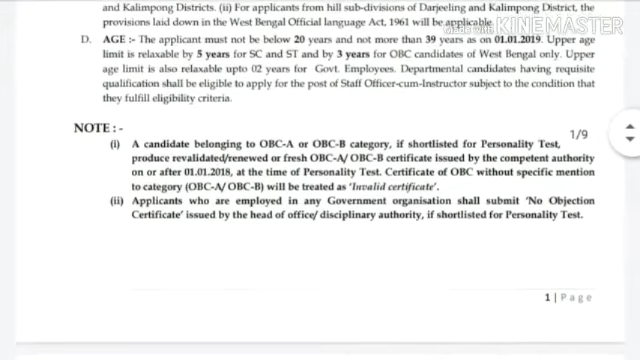 and Kalimpong Districts. (ii) For applicants from hill sub-divisions of Darjeeling and Kalimpong District, the
provisions laid down in the West Bengal Official language Act, 1961 will be applicable.
KINEMASTER
D. AGE :- The applicant must not be below 20 years and not more than 39 years as on 01.01.2019. Upper age
limit is relaxable by 5 years for SC and ST and by 3 years for OBC candidates of West Bengal only. Upper
age limit is also relaxable upto 02 years for Govt. Employees. Departmental candidates having requisite
qualification shall be eligible to apply for the post of Staff Officer-cum-Instructor subject to the condition that
they fulfill eligibility criteria.
NOTE : -
1/9
(i) A candidate belonging to OBC-A or OBC-B category, if shortlisted for Personality Test,
produce revalidated/renewed or fresh OBC-A/ OBC-B certificate issued by the competent authority
on or after 01.01.2018, at the time of Personality Test. Certificate of OBC without specific mention
to category (OBC-A/ OBC-B) will be treated as 'Invalid certificate'.
(ii) Applicants who are employed in any Government organisation shall submit 'No Objection
Certificate' issued by the head of office/ disciplinary authority, if shortlisted for Personality Test.
1 | Page